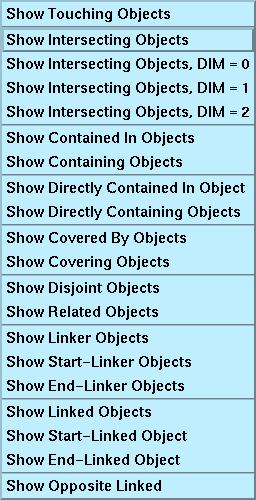 Show Touching Objects
Show Intersecting Objects
Show Intersecting Objects, DIM = 0
Show Intersecting Objects, DIM = 1
Show Intersecting Objects, DIM = 2
Show Contained In Objects
Show Containing Objects
Show Directly Contained In Object
Show Directly Containing Objects
Show Covered By Objects
Show Covering Objects
Show Disjoint Objects
Show Related Objects
Show Linker Objects
Show Start-Linker Objects
Show End-Linker Objects
Show Linked Objects
Show Start-Linked Object
Show End-Linked Object
Show Opposite Linked